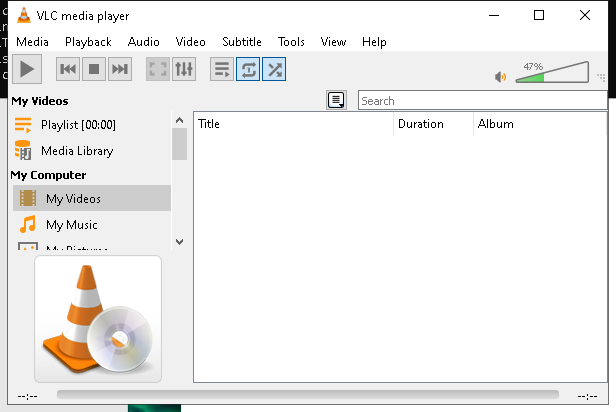 VLC media player
Media Playback Audio Video Subtitle Tools View Help
47%
My Videos
Search
Playlist [00:00]
Media Library
My Computer
My Videos
My Music
Title Duration Album
--:-- --:--